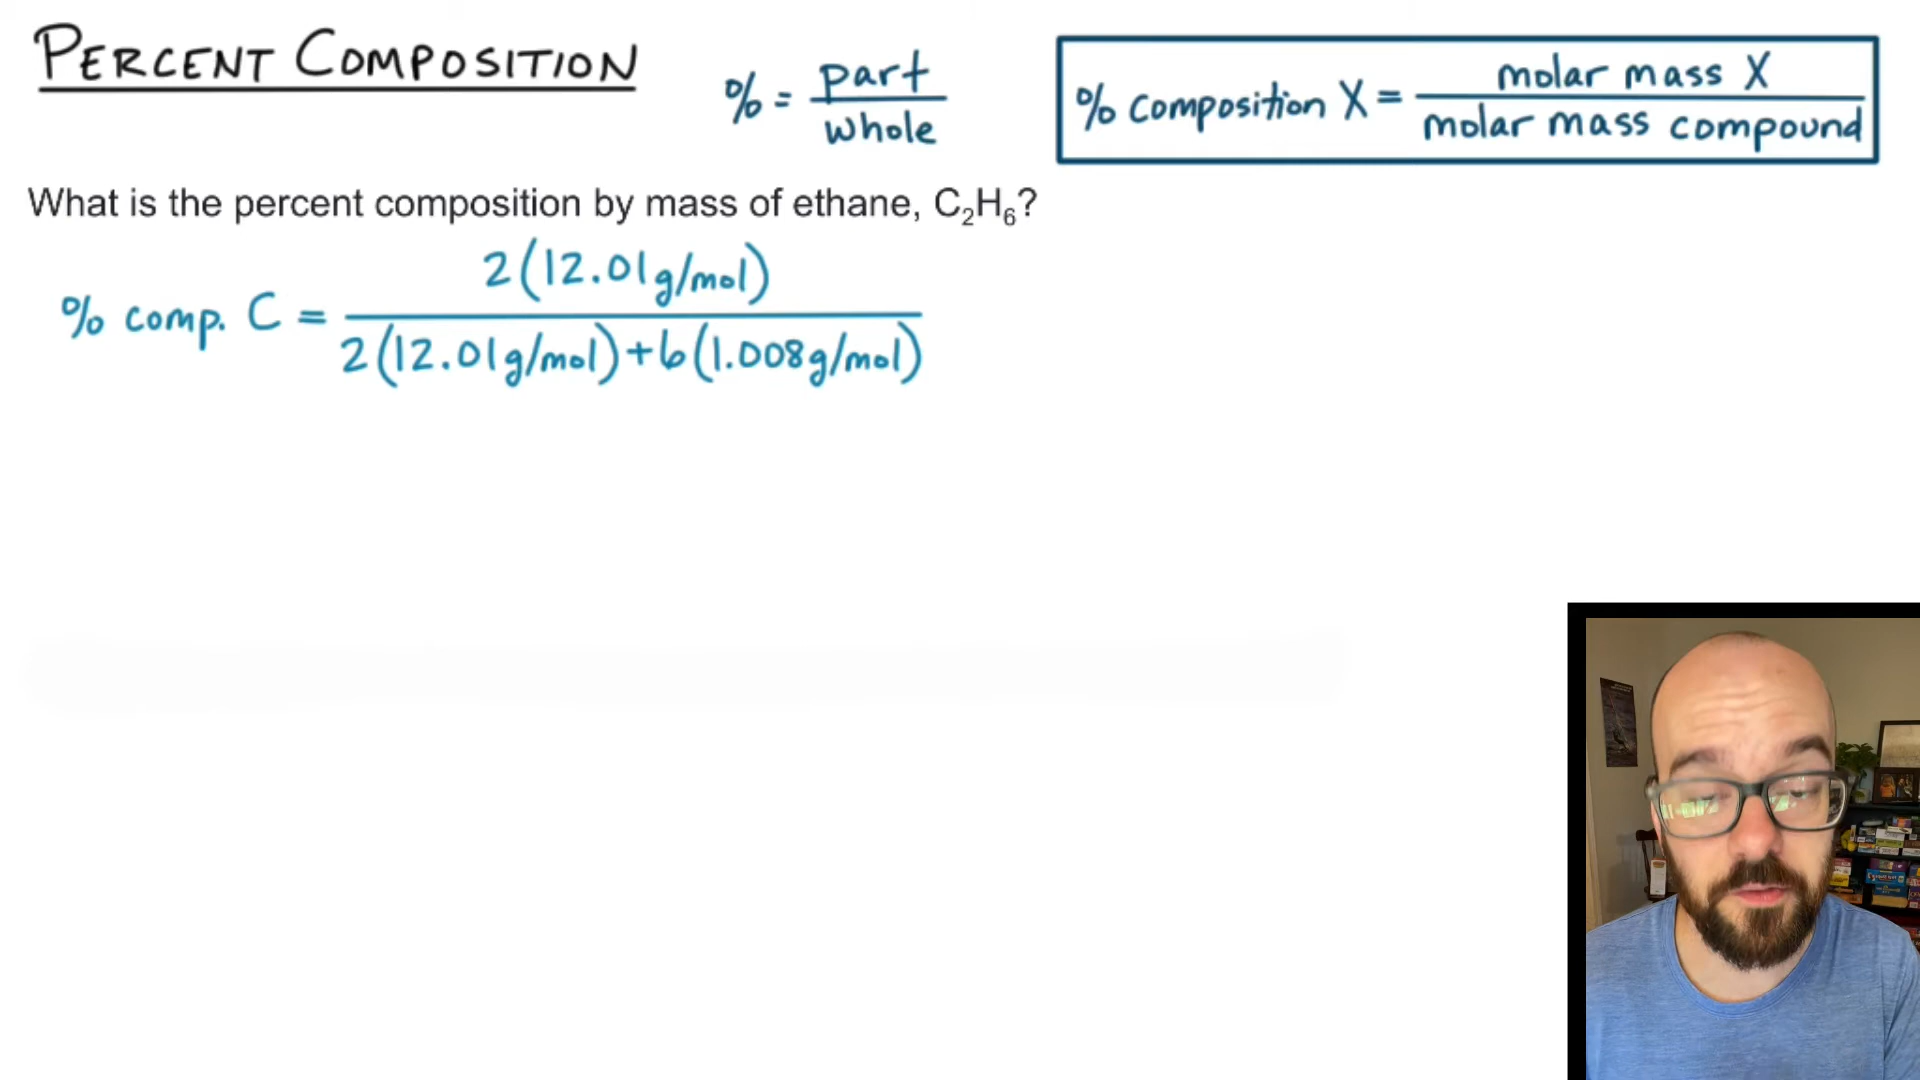 PERCENT COMPOSITION
% = part / whole
% composition X = molar mass X / molar mass compound
What is the percent composition by mass of ethane, C₂H₆?
% comp. C = 2(12.01g/mol) / 2(12.01g/mol)+6(1.008g/mol)